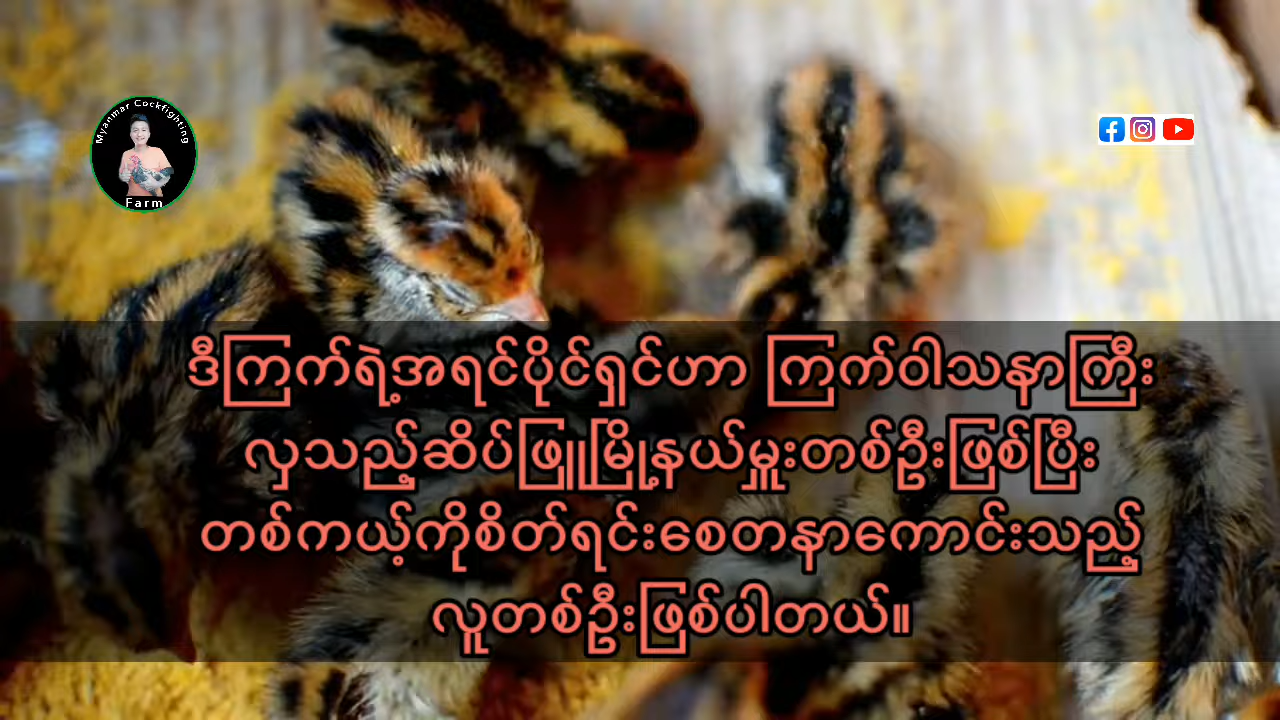 Myanmar Cockfighting
Farm
ဒီကြက်ရဲ့အရင်ပိုင်ရှင်ဟာ ကြက်ဝါသနာကြီး
လှသည့်ဆိပ်ဖြူမြို့နယ်မှူးတစ်ဦးဖြစ်ပြီး
တစ်ကယ့်ကိုစိတ်ရင်းစေတနာကောင်းသည့်
လူတစ်ဦးဖြစ်ပါတယ်။